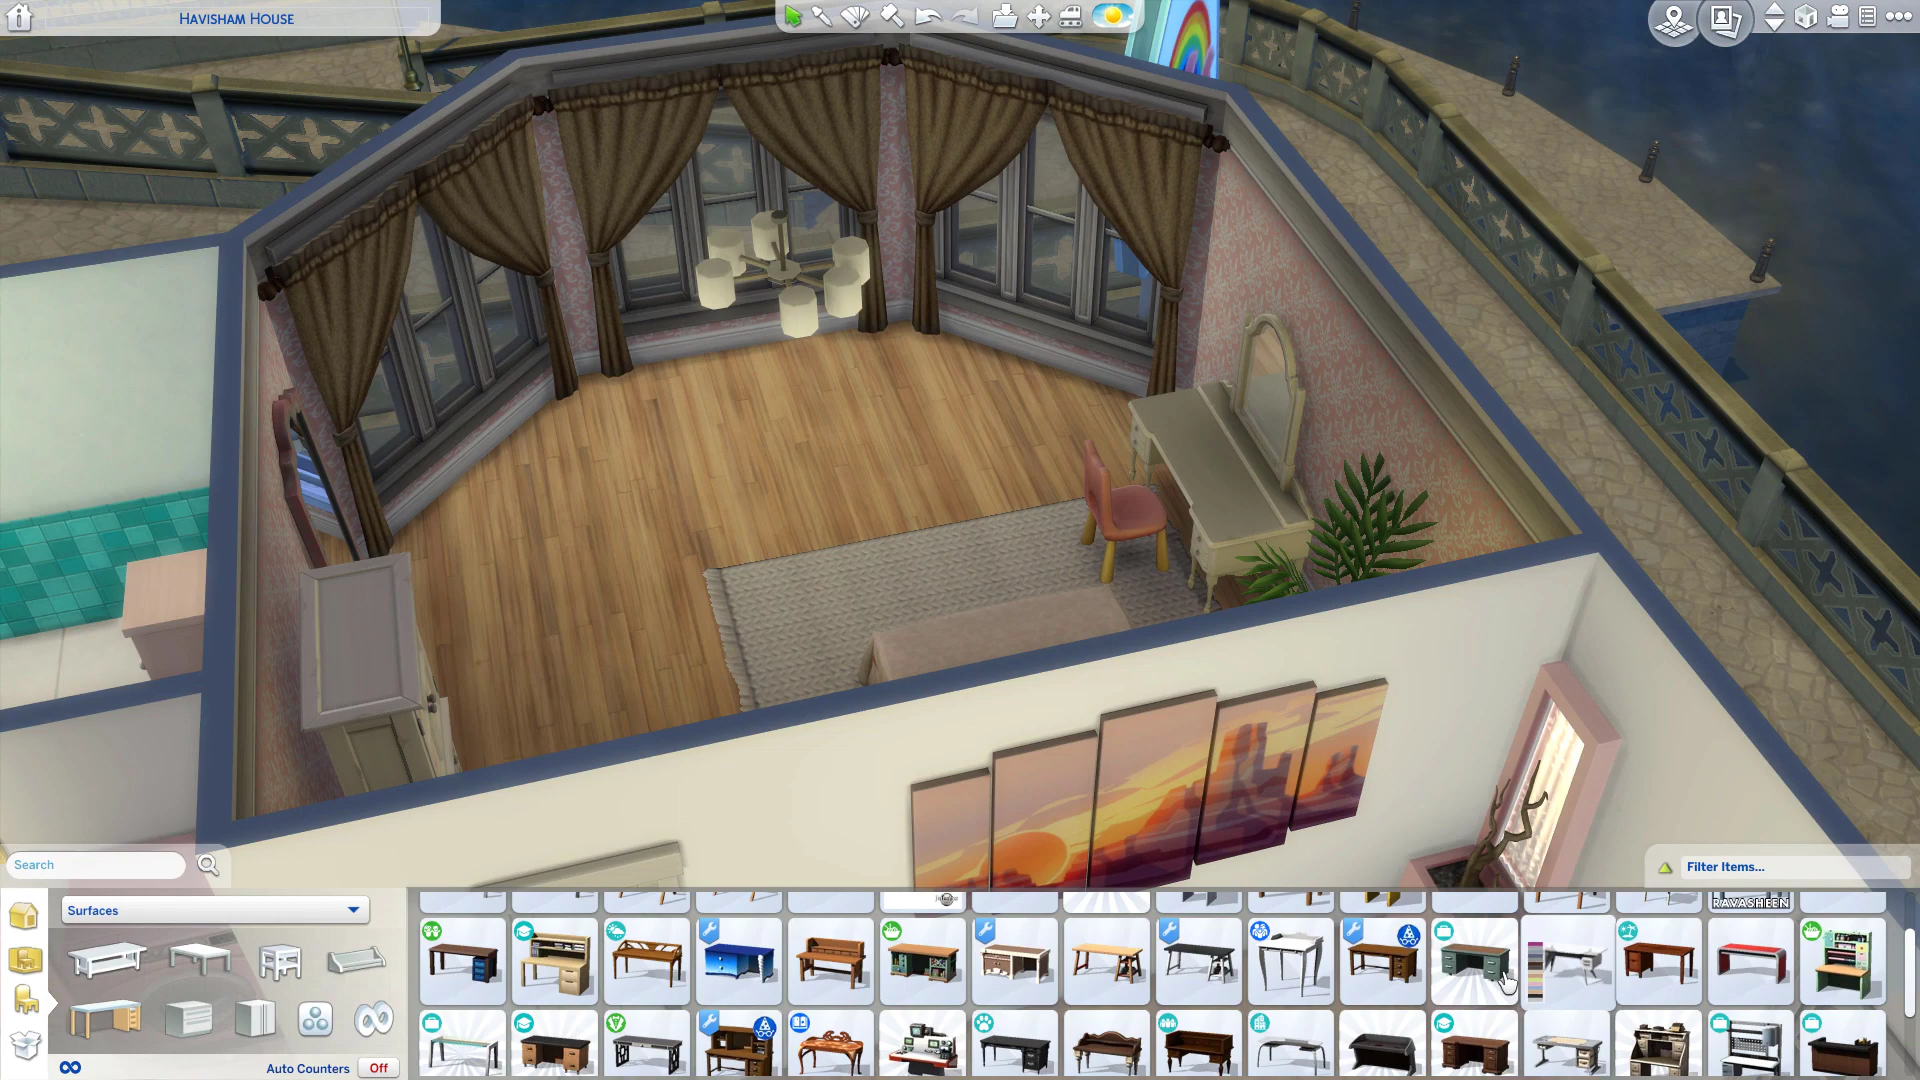 Havisham House
Search
Filter Items...
Surfaces
RAVASHEEN
Auto Counters
Off